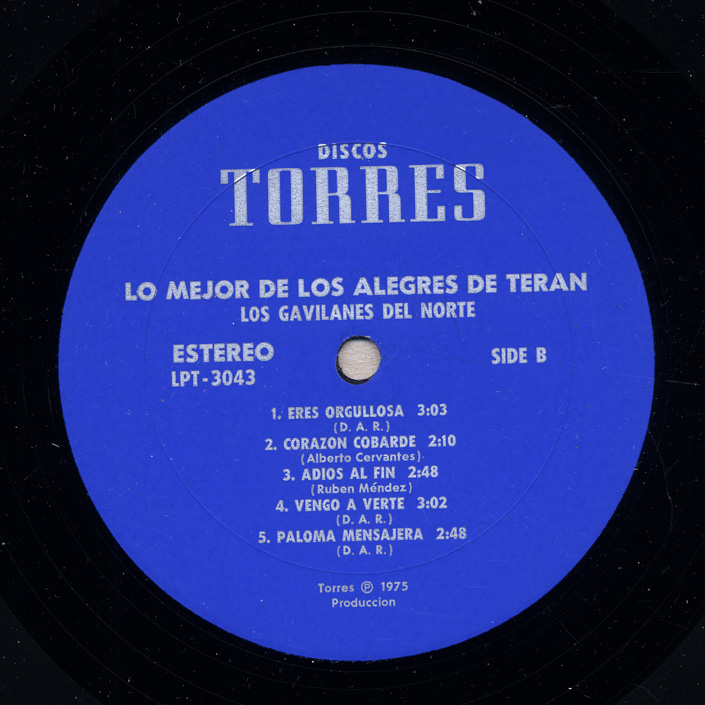 DISCOS
TORRES
LO MEJOR DE LOS ALEGRES DE TERAN
LOS GAVILANES DEL NORTE
ESTEREO
LPT-3043
SIDE B
1. ERES ORGULLOSA 3:03
(D. A. R.)
2. CORAZON COBARDE 2:10
(Alberto Cervantes)
3. ADIOS AL FIN 2:48
(Ruben Méndez)
4. VENGO A VERTE 3:02
(D. A. R.)
5. PALOMA MENSAJERA 2:48
(D. A. R.)
Torres ℗ 1975
Produccion